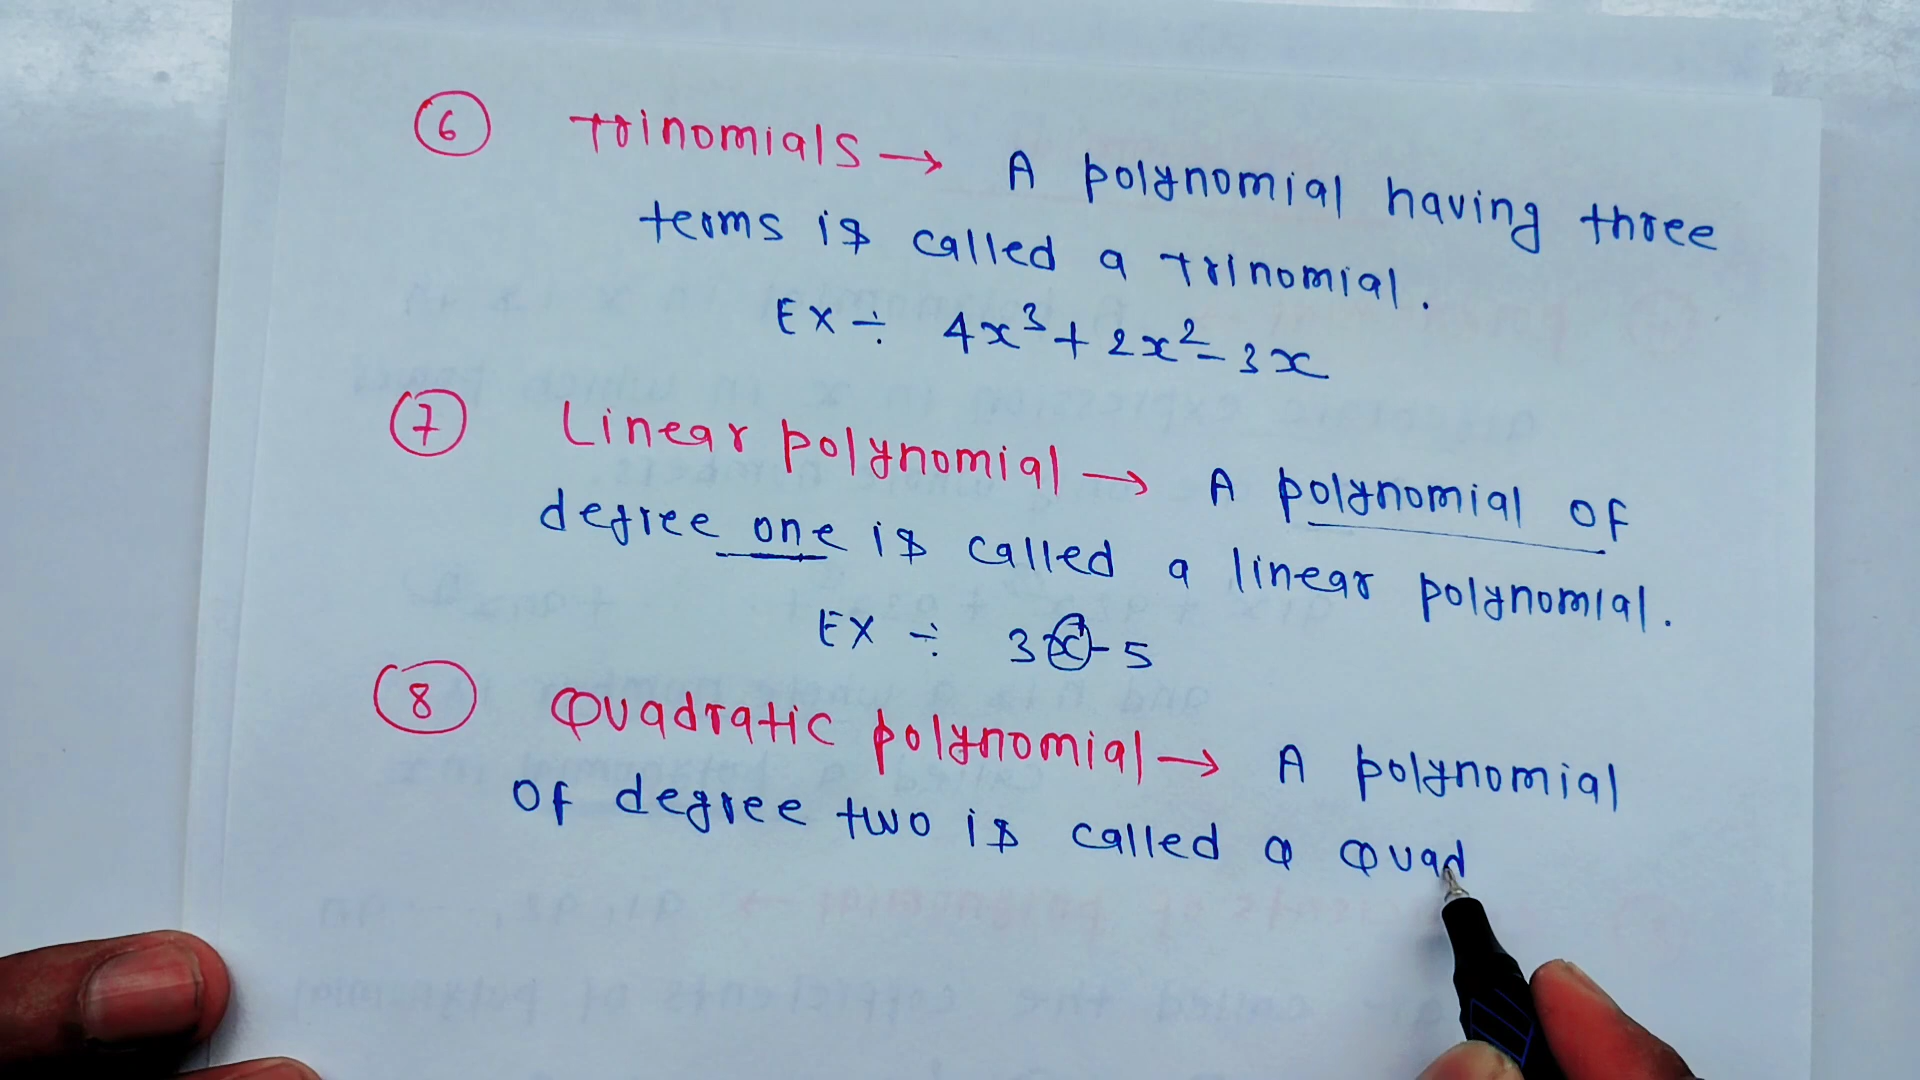 ⑥ Trinomials → A polynomial having three
terms is called a trinomial.
Ex ÷ 4x³ + 2x² - 3x
⑦ Linear polynomial → A polynomial of
degree one is called a linear polynomial.
Ex ÷ 3x¹ - 5
⑧ Quadratic polynomial → A polynomial
of degree two is called a Quad